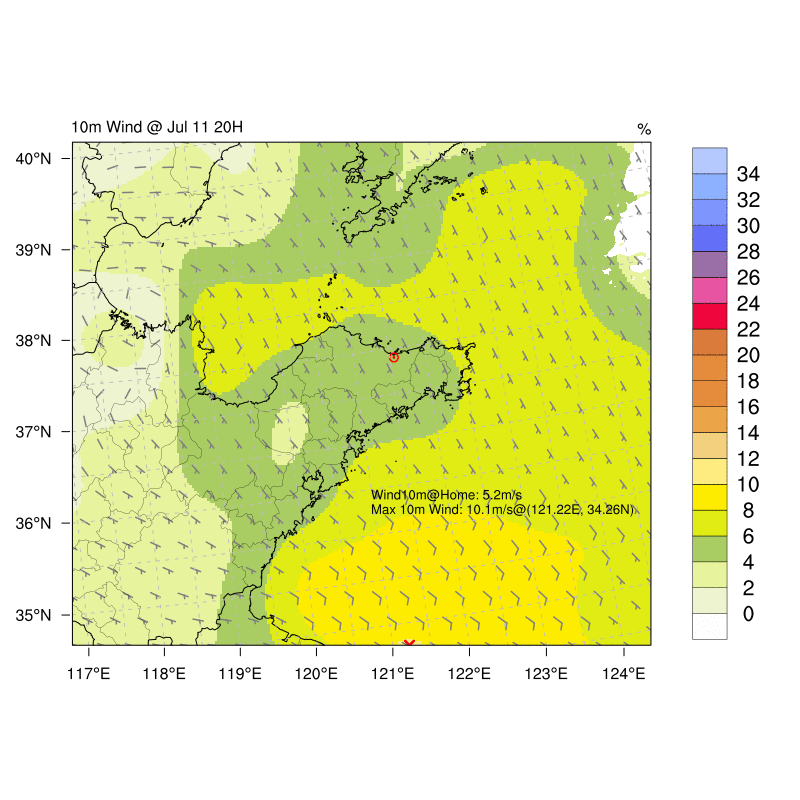 10m Wind @ Jul 11 20H
%
40°N
39°N
38°N
37°N
36°N
35°N
117°E
118°E
119°E
120°E
121°E
122°E
123°E
124°E
Wind10m@Home: 5.2m/s
Max 10m Wind: 10.1m/s@(121.22E, 34.26N)
34
32
30
28
26
24
22
20
18
16
14
12
10
8
6
4
2
0